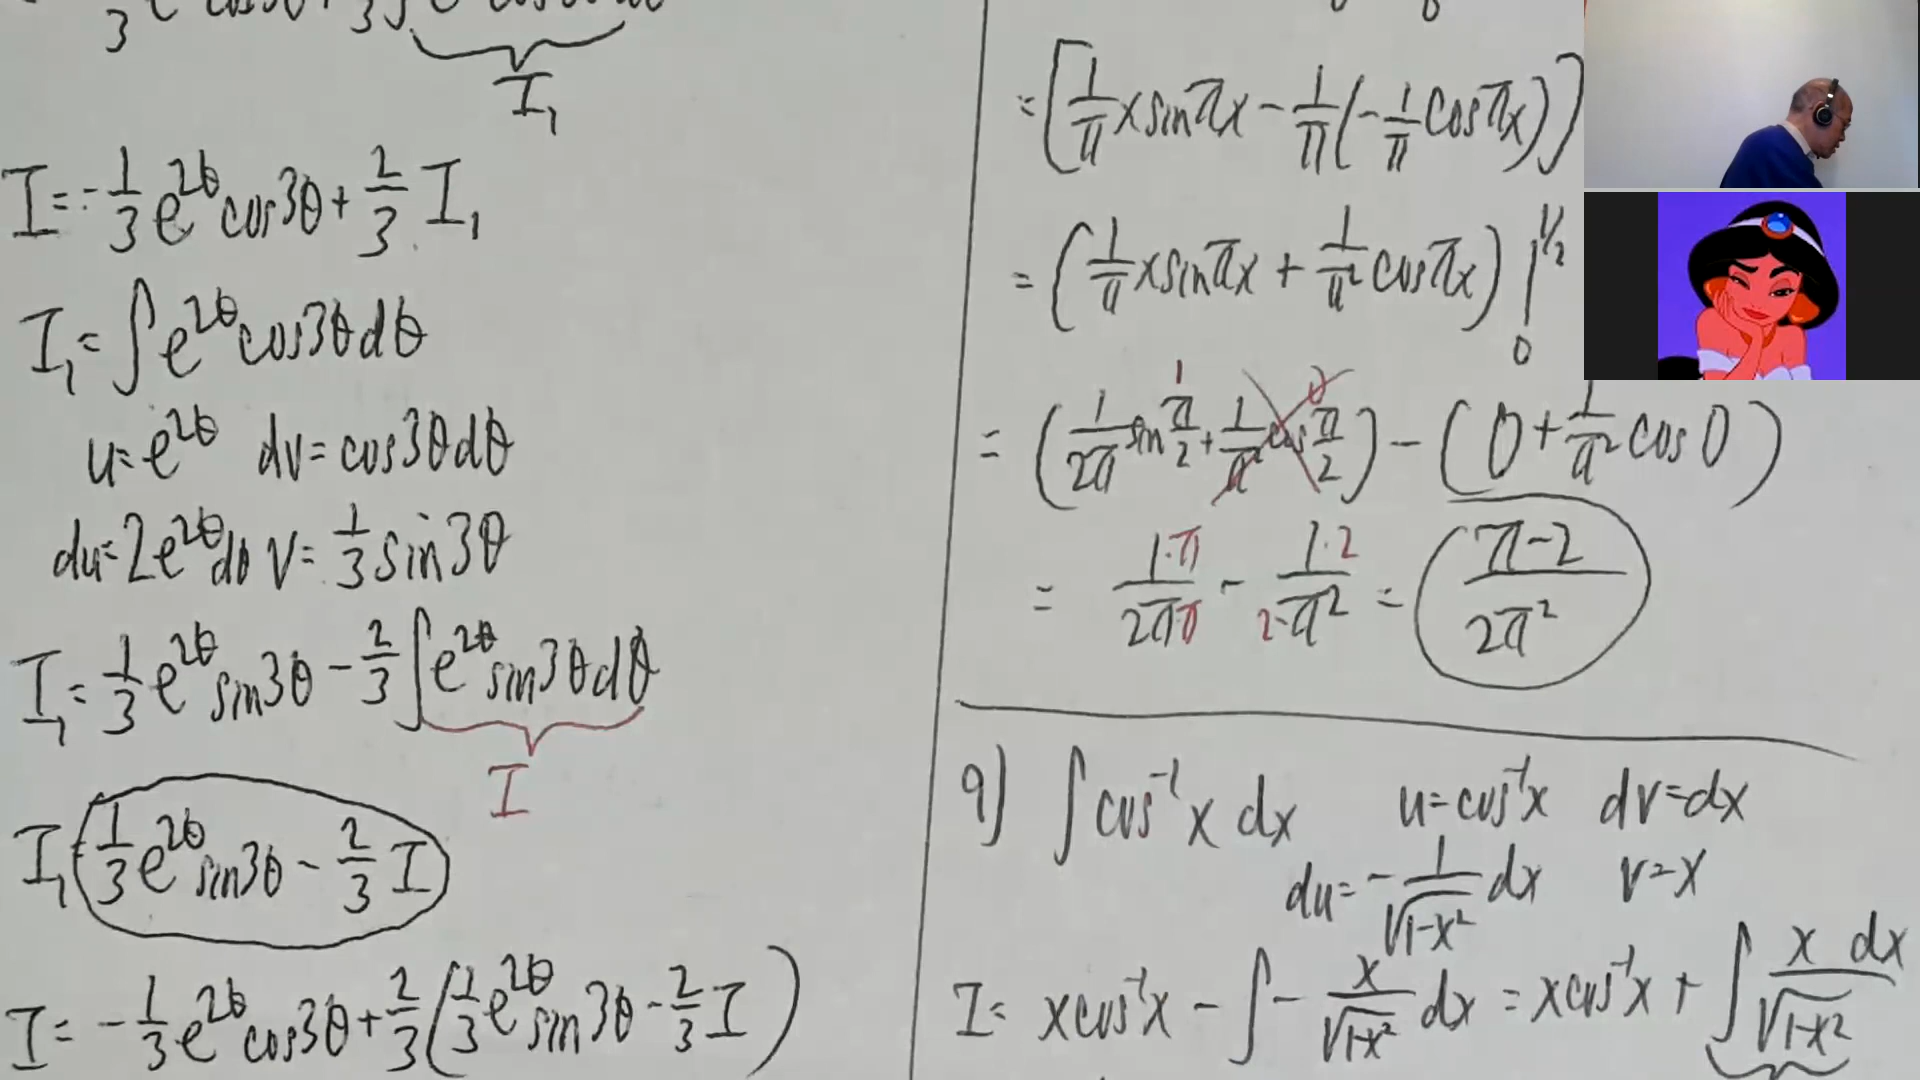 I₁
I = -1/3 e^{2θ} cos3θ + 2/3 I₁
I₁ = ∫ e^{2θ} cos3θ dθ
u = e^{2θ} dv = cos3θ dθ
du = 2e^{2θ} dθ v = 1/3 sin3θ
I₁ = 1/3 e^{2θ} sin3θ - 2/3 ∫ e^{2θ} sin3θ dθ
I
I₁ = 1/3 e^{2θ} sin3θ - 2/3 I
I = -1/3 e^{2θ} cos3θ + 2/3 (1/3 e^{2θ} sin3θ - 2/3 I)
= [1/π x sinπx - 1/π (-1/π cosπx)]
= (1/π x sinπx + 1/π² cosπx) |₀^{1/2}
= (1/2π sin π/2 + 1/π² cos π/2) - (0 + 1/π² cos 0)
= 1·π/2π·π - 1·2/2·π² = π-2/2π²
9) ∫ cos⁻¹x dx u = cos⁻¹x dv = dx
du = -1/√(1-x²) dx v = x
I = x cos⁻¹x - ∫ - x/√(1-x²) dx = x cos⁻¹x + ∫ x dx/√(1-x²)